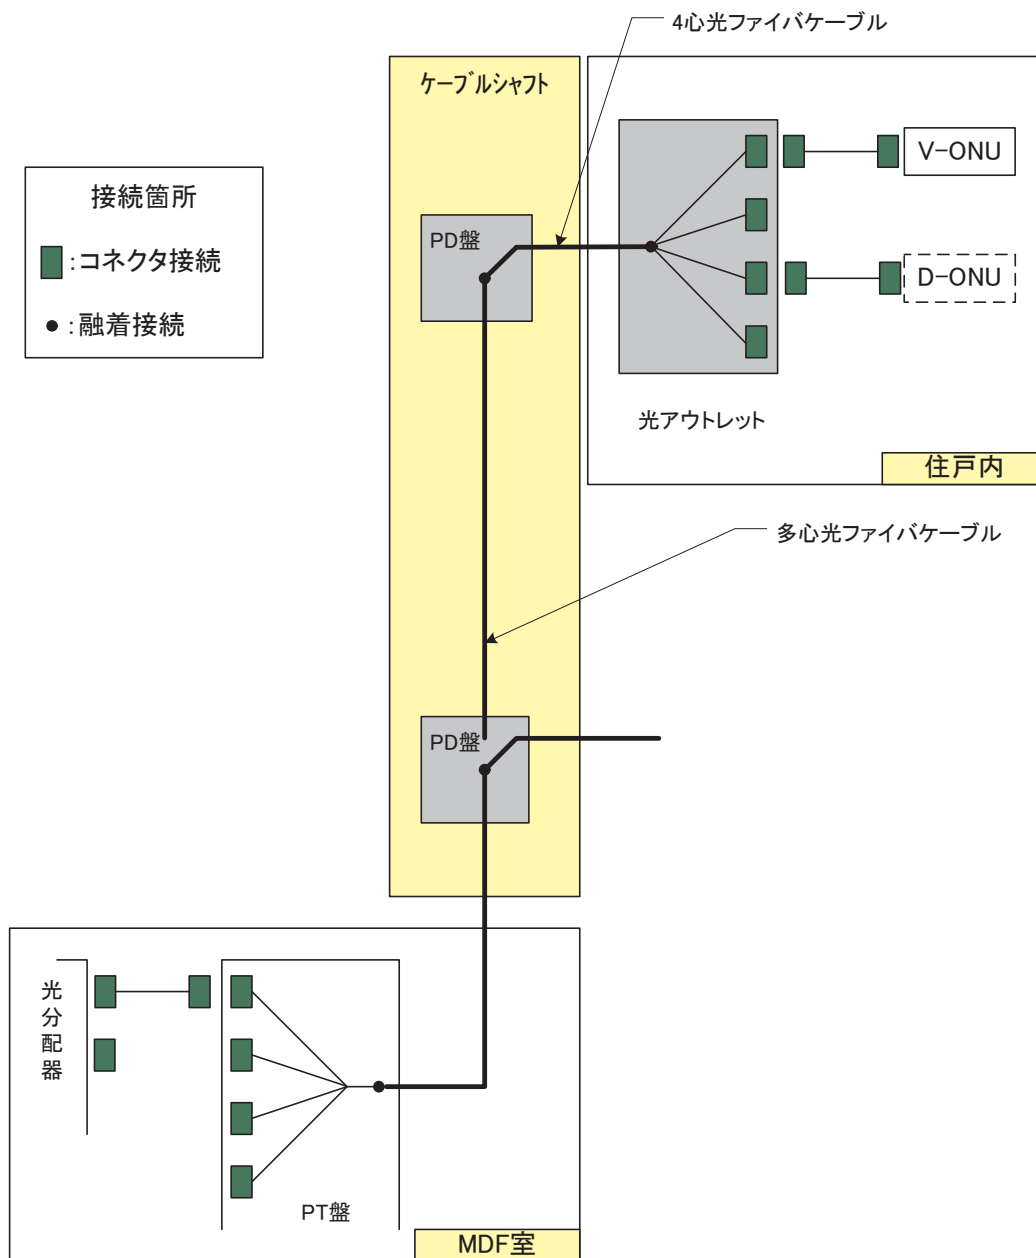 4心光ファイバケーブル
ケーブルシャフト
V-ONU
接続箇所
PD盤
:コネクタ接続
D-ONU
:融着接続
光アウトレット
住戸内
多心光ファイバケーブル
PD盤
光分配器
PT盤
MDF室